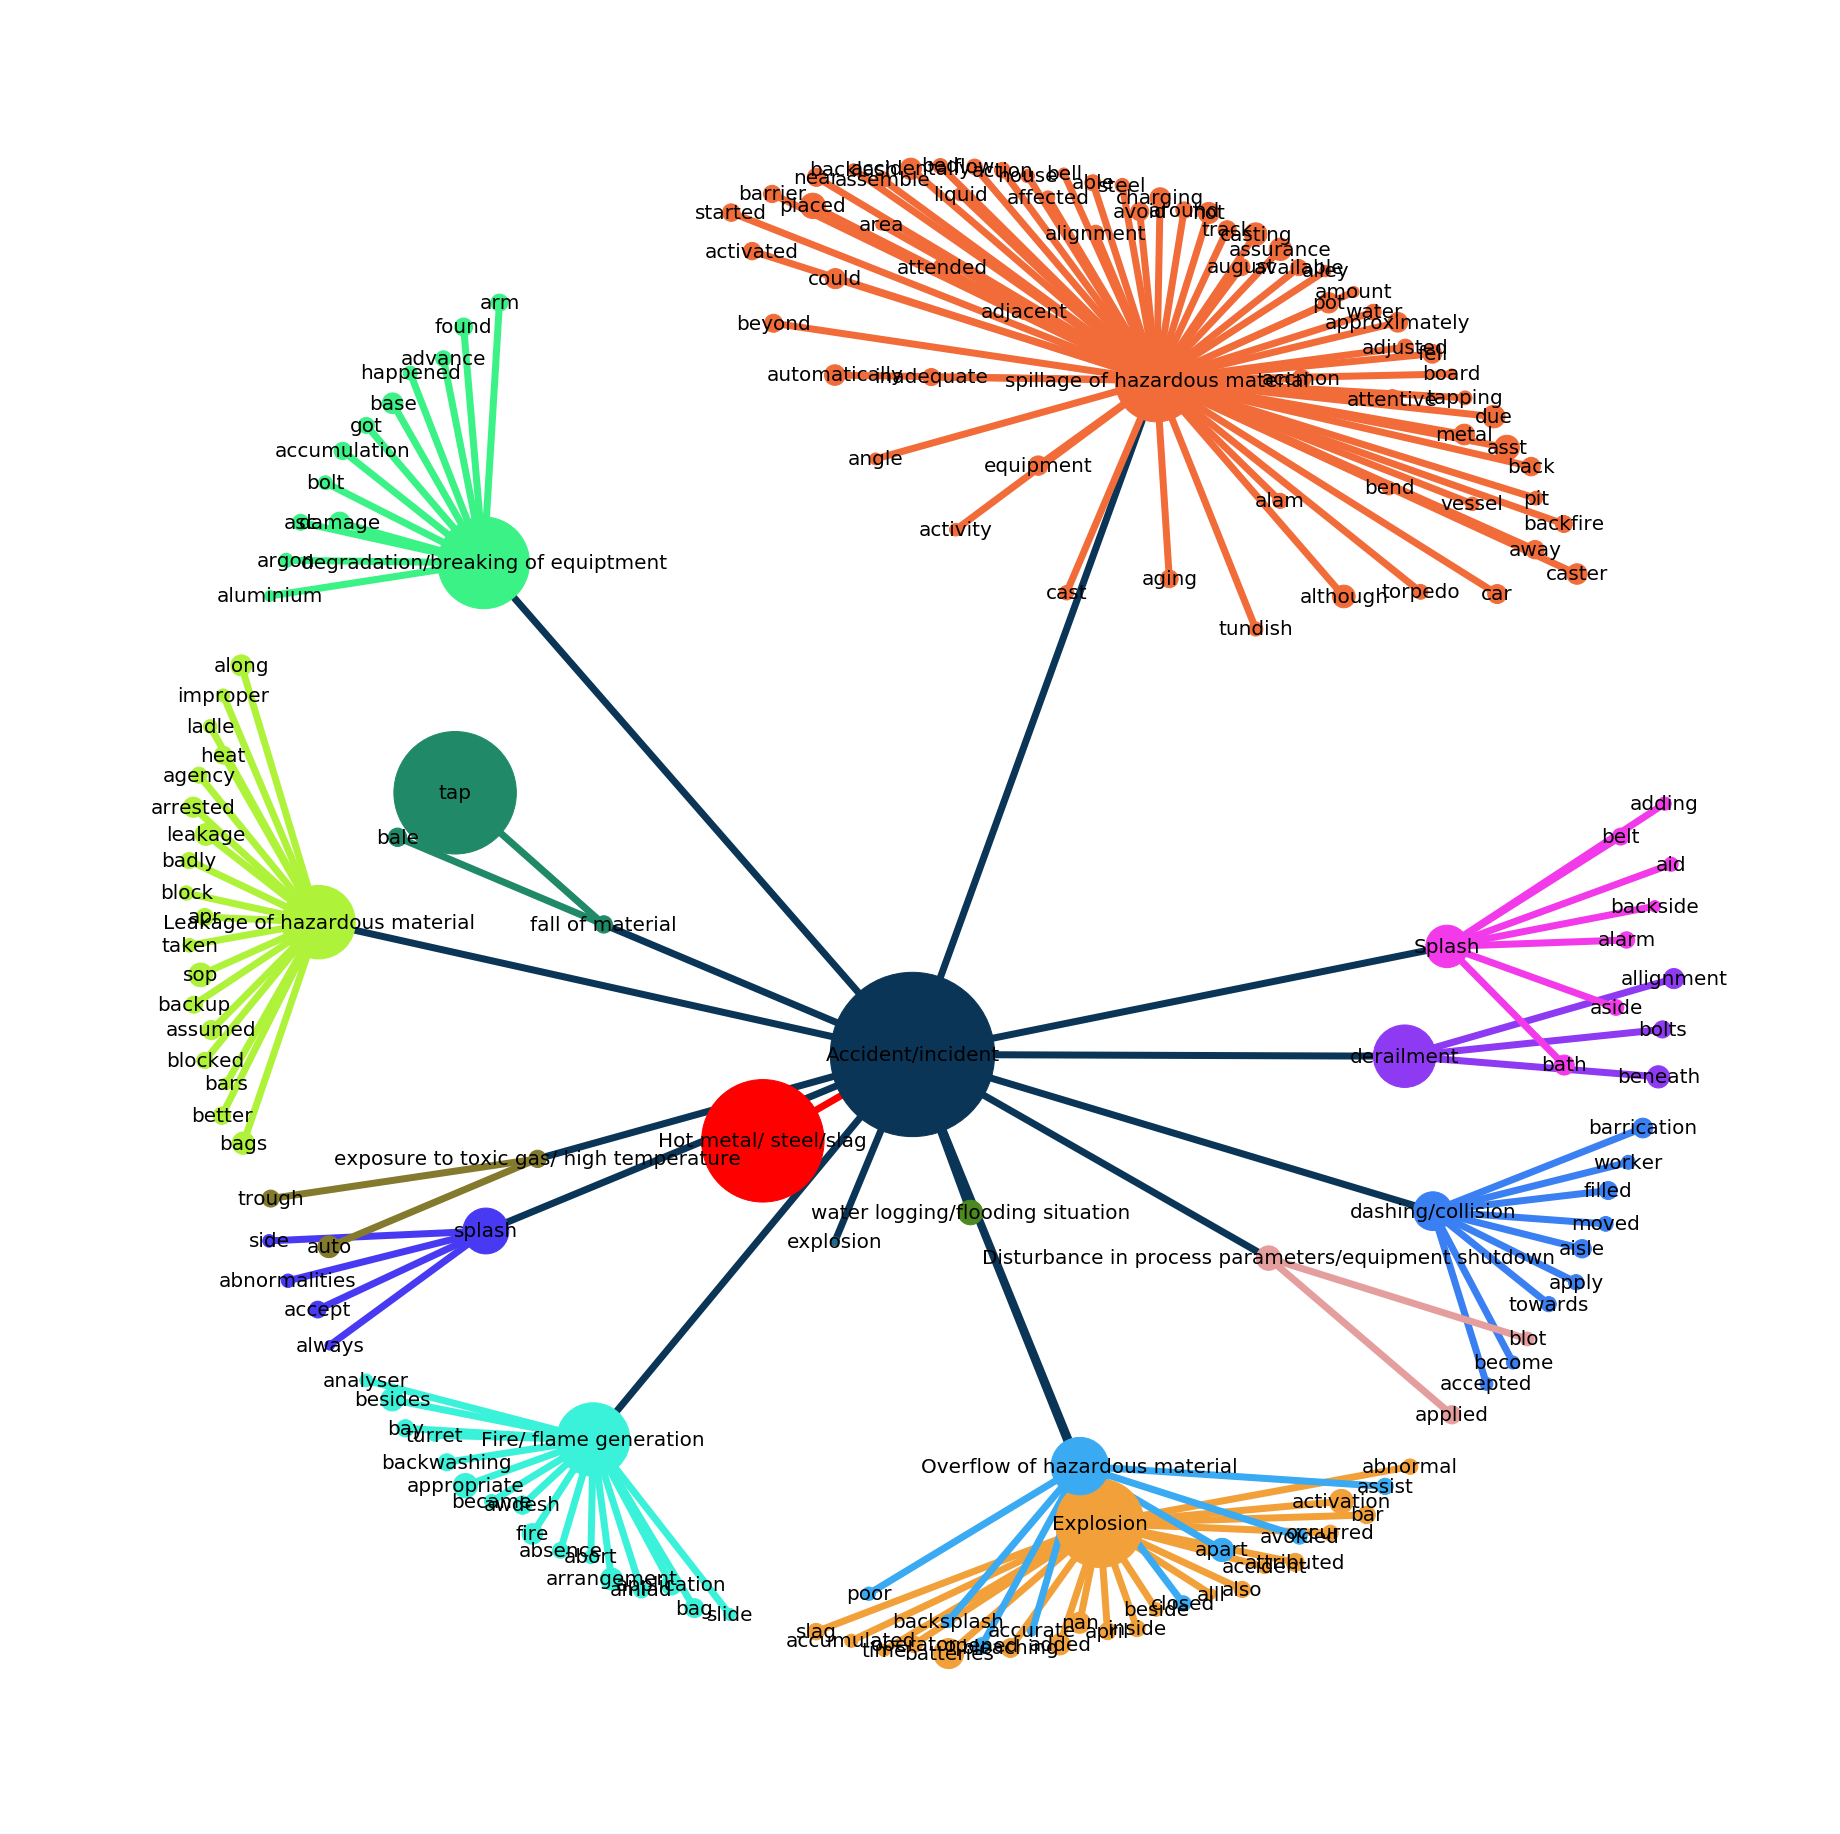 backlash
accidentally
bed
flow
action
house
bell
near
assemble
able
steel
barrier
placed
liquid
affected
charging
started
area
alignment
avoid
around
hot
track
casting
activated
could
attended
assurance
august
available
alley
beyond
adjacent
amount
pot
water
approximately
adjusted
fell
automatically
inadequate
spillage of hazardous material
board
attentive
tapping
due
metal
asst
back
angle
equipment
alam
bend
vessel
pit
backfire
activity
away
caster
cast
aging
although
torpedo
car
tundish
arm
found
advance
happened
base
got
accumulation
bolt
damage
argon
degradation/breaking of equiptment
aluminium
along
improper
ladle
heat
agency
arrested
leakage
badly
block
apr
Leakage of hazardous material
taken
sop
backup
assumed
blocked
bars
better
bags
tap
bale
fall of material
adding
belt
aid
backside
alarm
Splash
allignment
aside
bolts
derailment
bath
beneath
Accident/incident
Hot metal/ steel/slag
exposure to toxic gas/ high temperature
trough
auto
side
splash
abnormalities
accept
always
explosion
water logging/flooding situation
Disturbance in process parameters/equipment shutdown
blot
applied
barrication
worker
filled
dashing/collision
moved
aisle
apply
towards
become
accepted
analyser
besides
bay
turret
Fire/ flame generation
backwashing
appropriate
became
awdesh
fire
absence
abort
arrangement
application
bag
slide
Overflow of hazardous material
abnormal
assist
activation
bar
Explosion
avoided
occurred
apart
attributed
accident
also
all
closed
beside
poor
backsplash
slag
accumulated
time
operator
opened
batteries
accurate
added
nan
april
inside